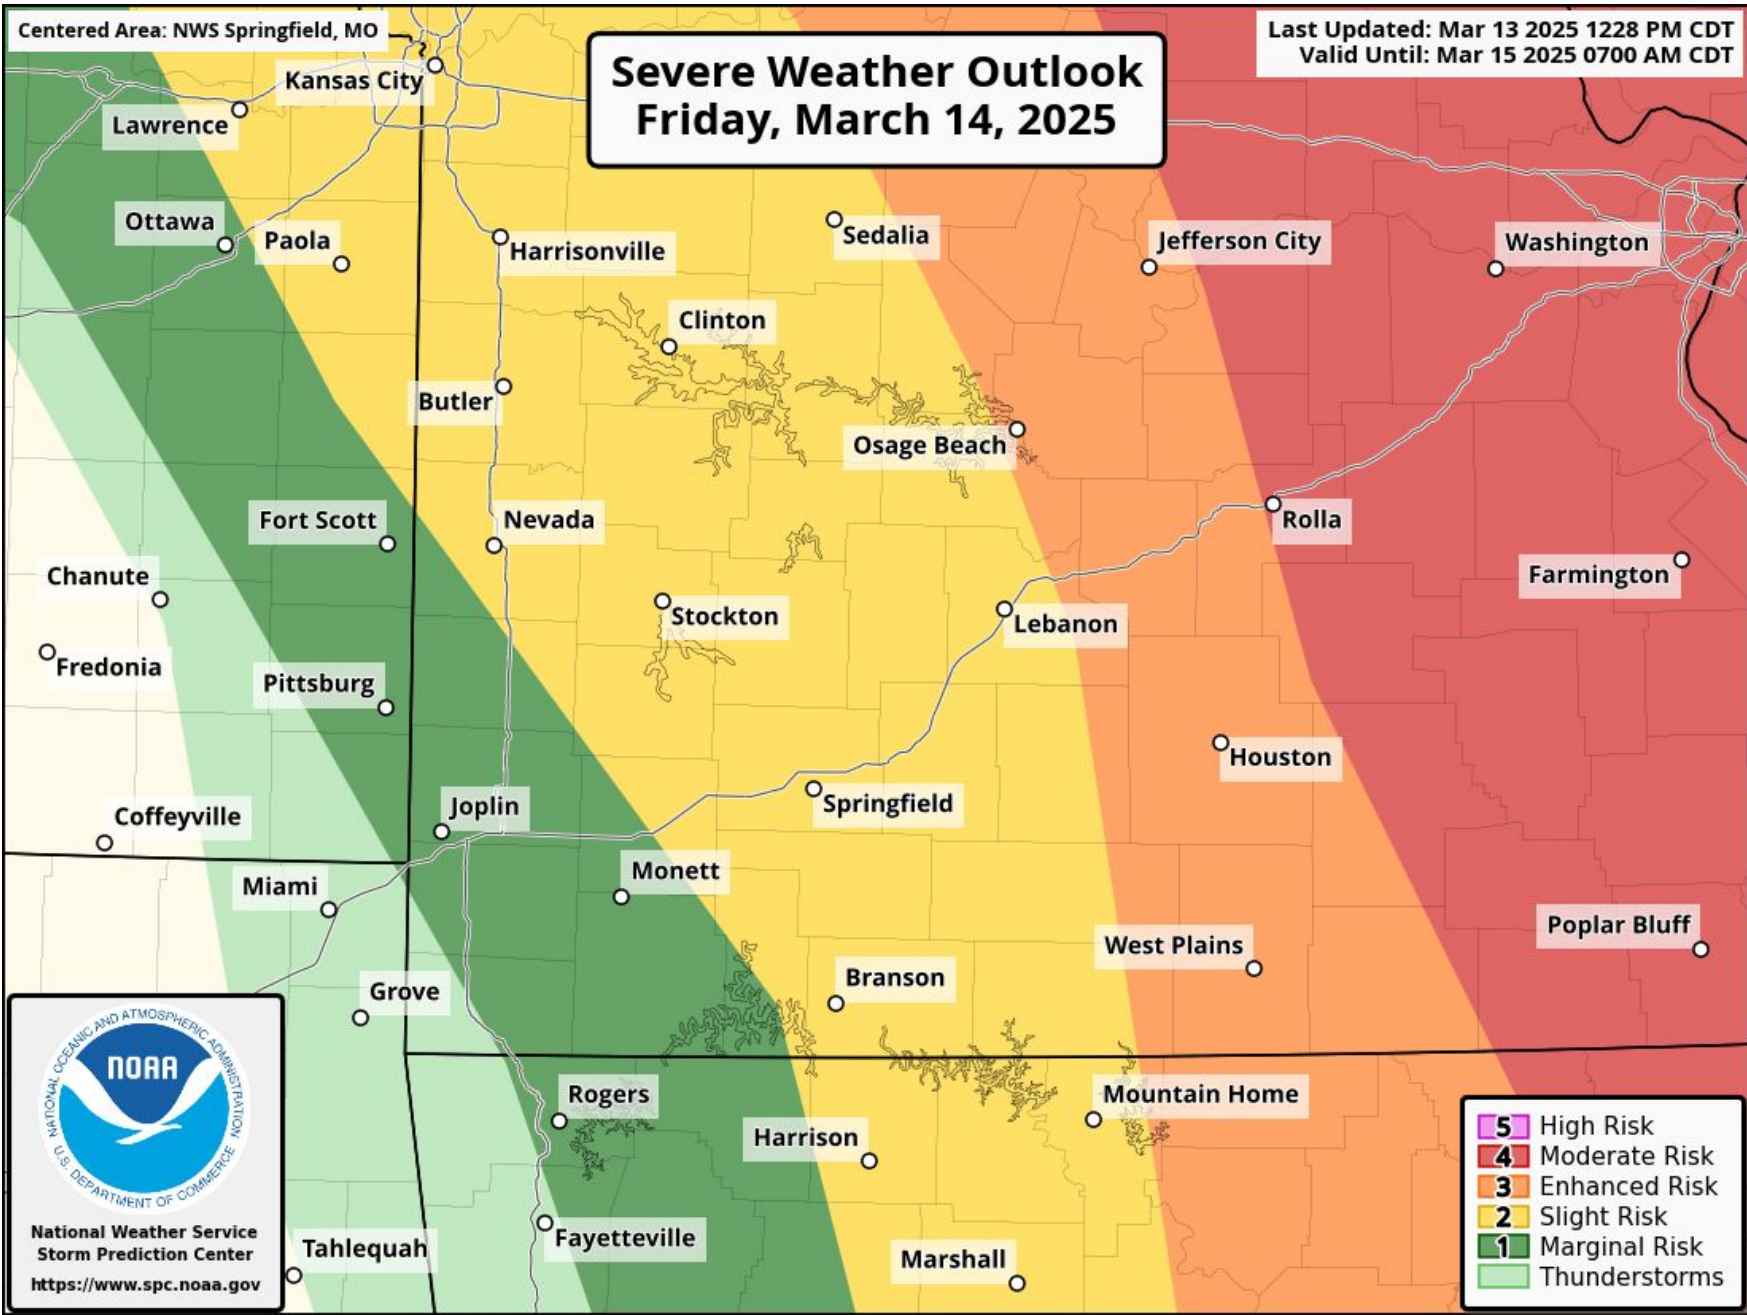 Centered Area: NWS Springfield, MO
Last Updated: Mar 13 2025 1228 PM CDT
Valid Until: Mar 15 2025 0700 AM CDT
Severe Weather Outlook
Friday, March 14, 2025
Kansas City
Lawrence
Ottawa
Paola
Harrisonville
Sedalia
Jefferson City
Washington
Clinton
Butler
Osage Beach
Fort Scott
Nevada
Rolla
Chanute
Farmington
Stockton
Lebanon
Fredonia
Pittsburg
Houston
Joplin
Springfield
Coffeyville
Monett
Miami
Poplar Bluff
West Plains
Branson
Grove
Rogers
Mountain Home
Harrison
Fayetteville
Tahlequah
Marshall
NATIONAL OCEANIC AND ATMOSPHERIC ADMINISTRATION
NOAA
U.S. DEPARTMENT OF COMMERCE
National Weather Service
Storm Prediction Center
https://www.spc.noaa.gov
5 High Risk
4 Moderate Risk
3 Enhanced Risk
2 Slight Risk
1 Marginal Risk
Thunderstorms